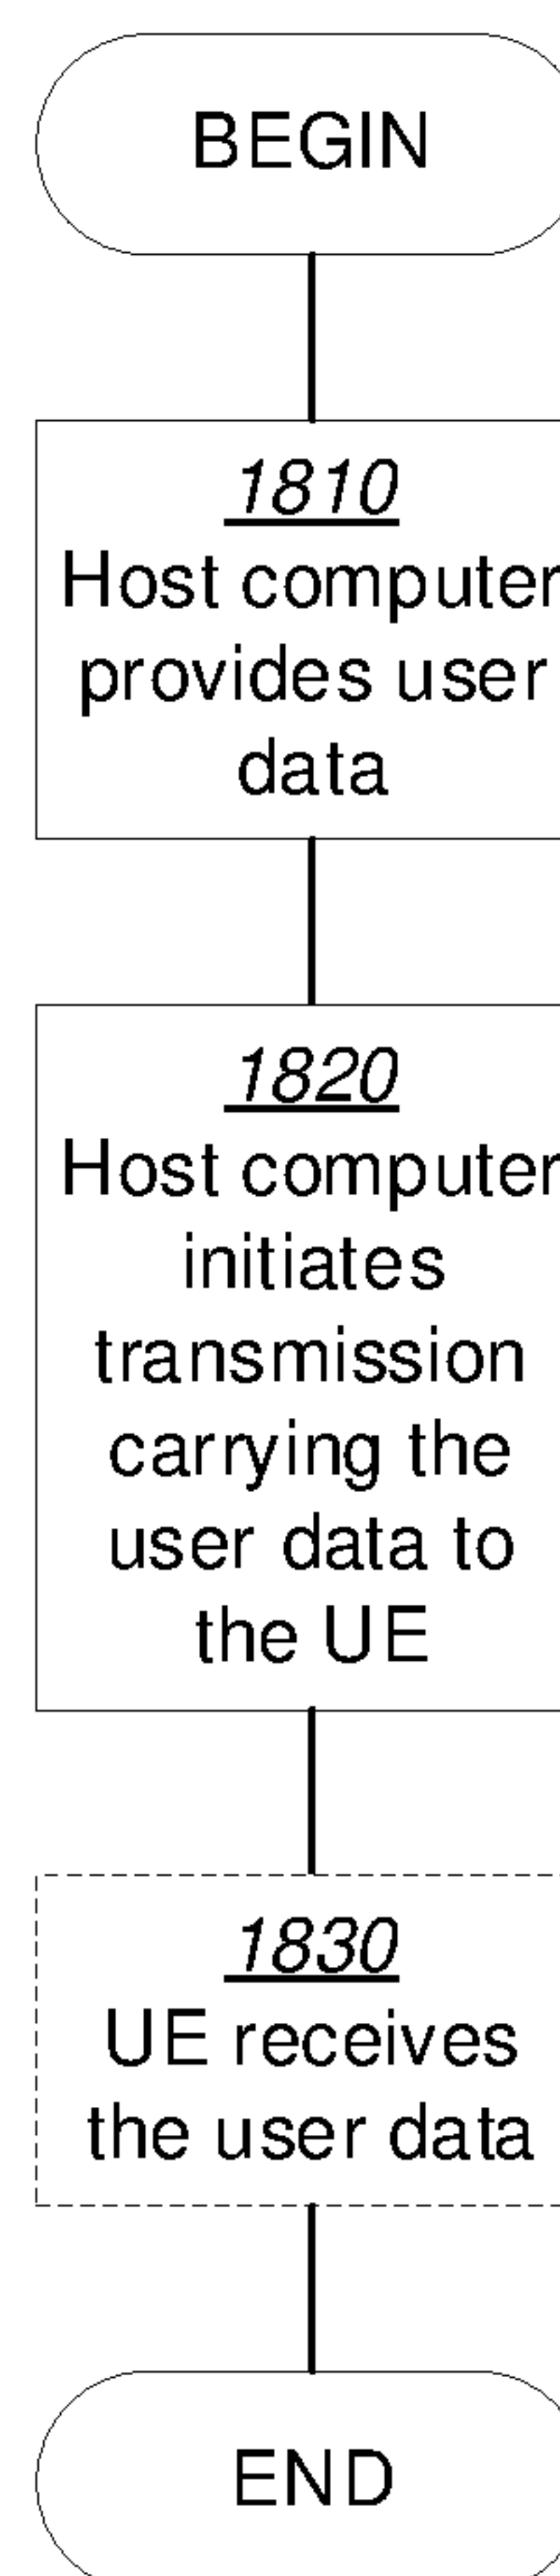 BEGIN
1810
Host computer
provides user
data
1820
Host computer
initiates
transmission
carrying the
user data to
the UE
1830
UE receives
the user data
END